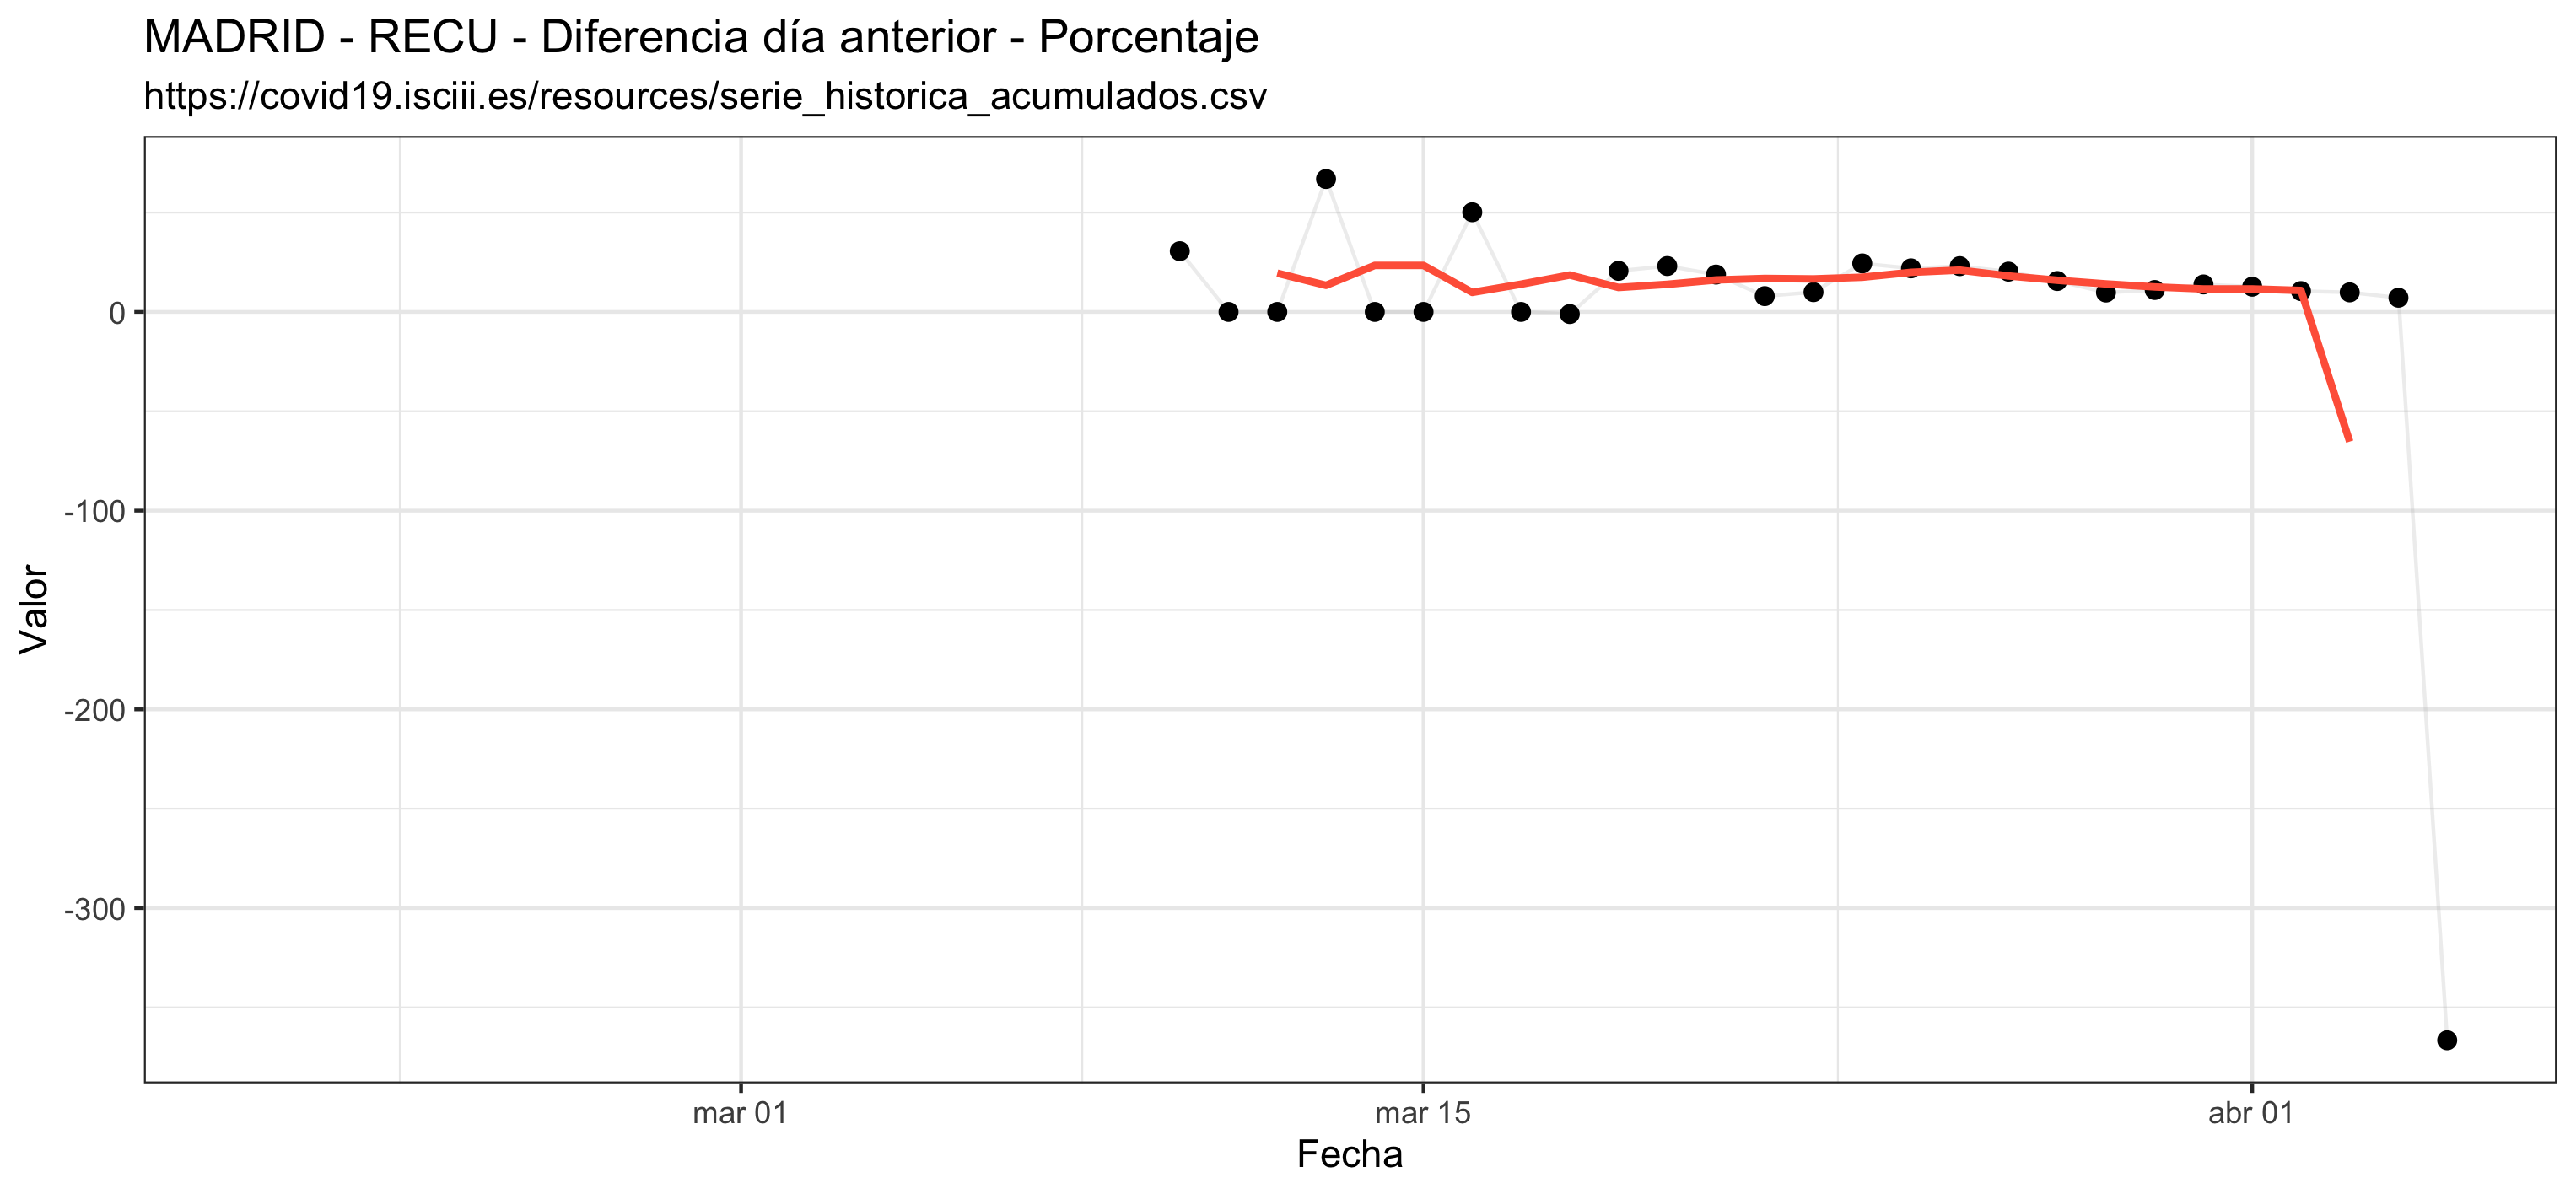 MADRID - RECU - Diferencia día anterior - Porcentaje
https://covid19.isciii.es/resources/serie_historica_acumulados.csv
Valor
0
-100
-200
-300
mar 01
mar 15
abr 01
Fecha